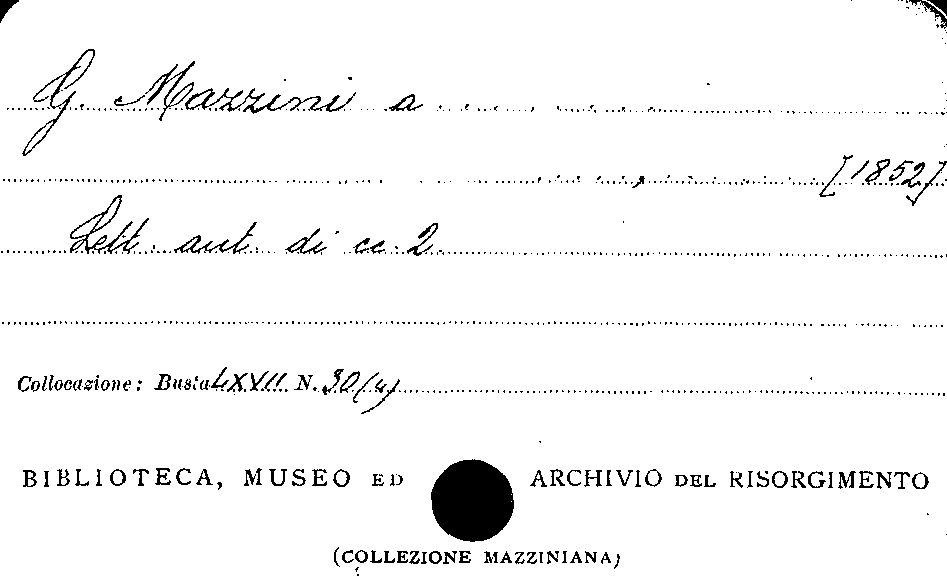 G. Mazzini a . . . . . .
[1852]
Lett. aut. di cc. 2.
Collocazione: Busta LXVII N. 30(4)
BIBLIOTECA, MUSEO ED ARCHIVIO DEL RISORGIMENTO
(COLLEZIONE MAZZINIANA)